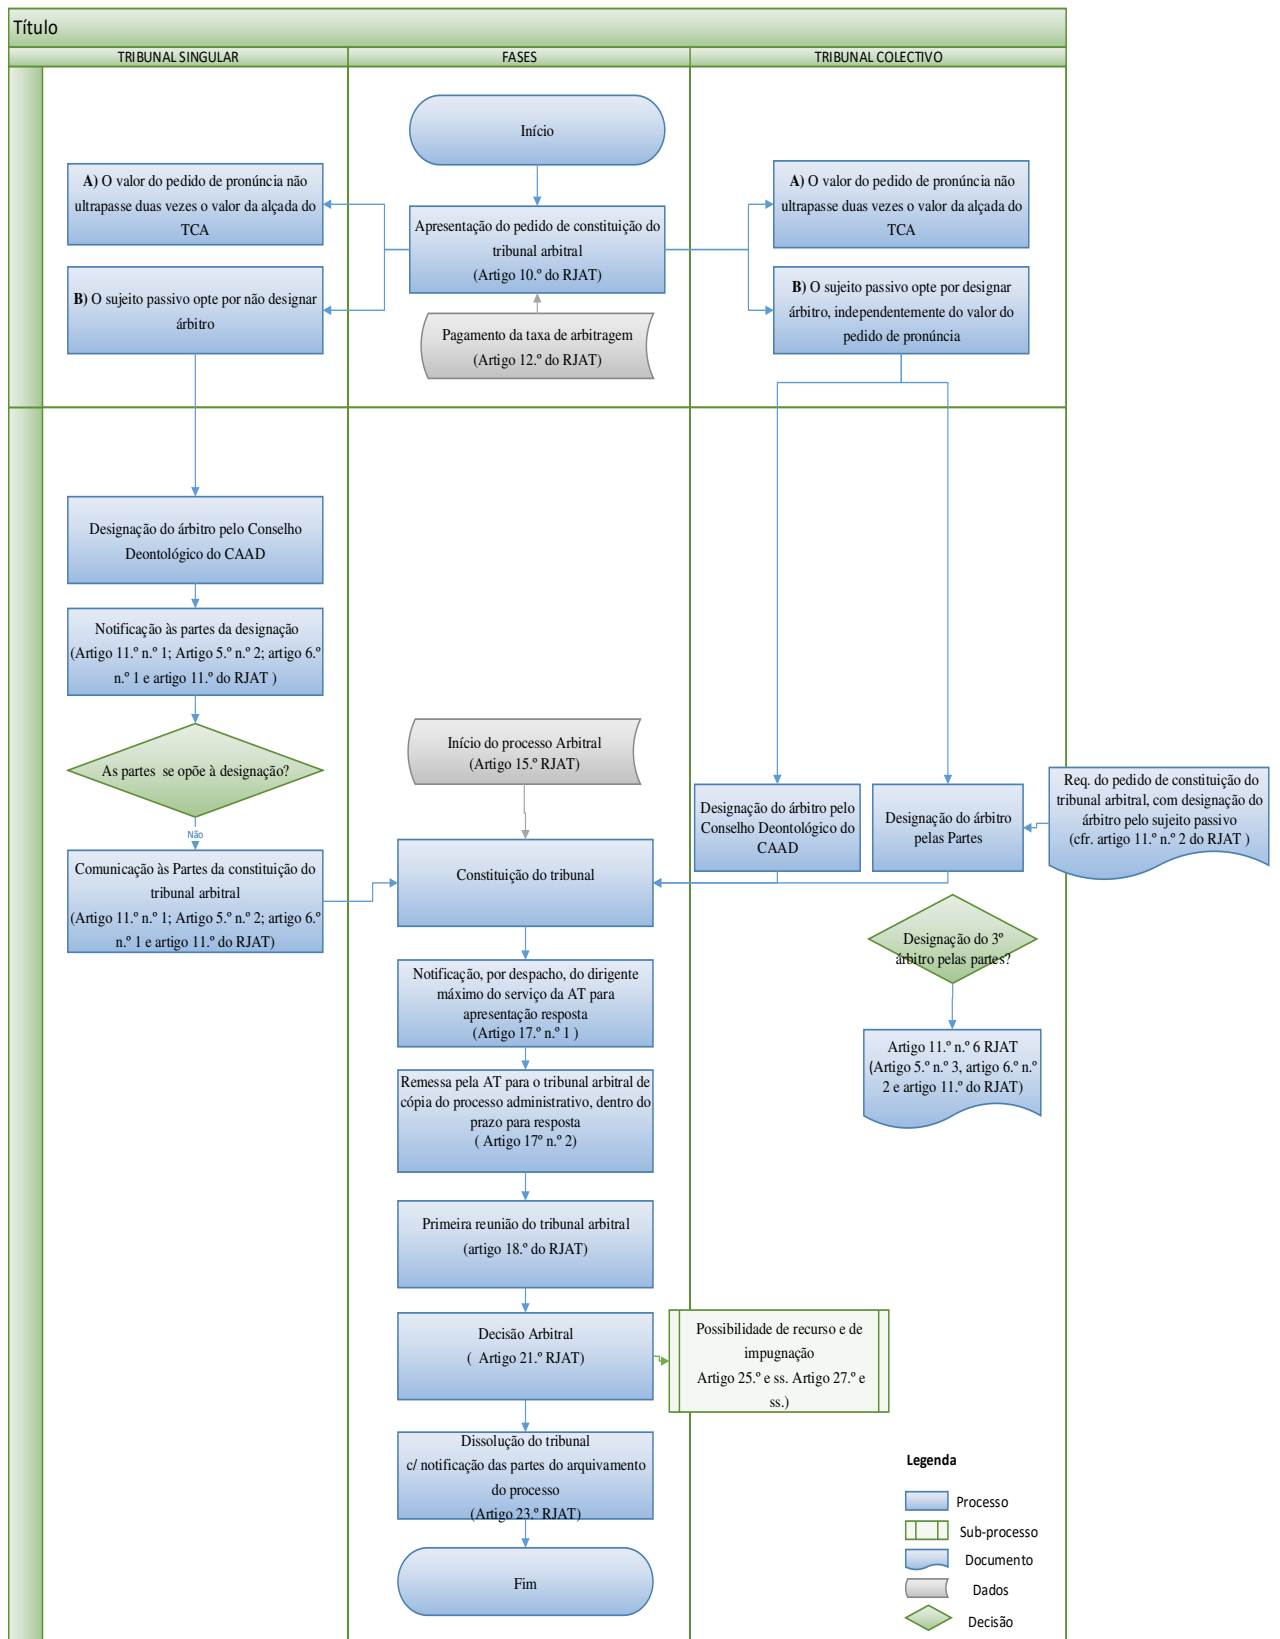 Título
TRIBUNAL SINGULAR
FASES
TRIBUNAL COLECTIVO
Início
A) O valor do pedido de pronúncia não
ultrapasse duas vezes o valor da alçada do
TCA
B) O sujeito passivo opte por não designar
árbitro
Apresentação do pedido de constituição do
tribunal arbitral
(Artigo 10.º do RJAT)
Pagamento da taxa de arbitragem
(Artigo 12.º do RJAT)
A) O valor do pedido de pronúncia não
ultrapasse duas vezes o valor da alçada do
TCA
B) O sujeito passivo opte por designar
árbitro, independentemente do valor do
pedido de pronúncia
Designação do árbitro pelo Conselho
Deontológico do CAAD
Notificação às partes da designação
(Artigo 11.º n.º 1; Artigo 5.º n.º 2; artigo 6.º
n.º 1 e artigo 11.º do RJAT )
As partes  se opõe à designação?
Não
Comunicação às Partes da constituição do
tribunal arbitral
(Artigo 11.º n.º 1; Artigo 5.º n.º 2; artigo 6.º
n.º 1 e artigo 11.º do RJAT)
Início do processo Arbitral
(Artigo 15.º RJAT)
Constituição do tribunal
Designação do árbitro pelo
Conselho Deontológico do
CAAD
Designação do árbitro
pelas Partes
Req. do pedido de constituição do
tribunal arbitral, com designação do
árbitro pelo sujeito passivo
(cfr. artigo 11.º n.º 2 do RJAT )
Designação do 3º
árbitro pelas partes?
Artigo 11.º n.º 6 RJAT
(Artigo 5.º n.º 3, artigo 6.º n.º
2 e artigo 11.º do RJAT)
Notificação, por despacho, do dirigente
máximo do serviço da AT para
apresentação resposta
(Artigo 17.º n.º 1 )
Remessa pela AT para o tribunal arbitral de
cópia do processo administrativo, dentro do
prazo para resposta
( Artigo 17º n.º 2)
Primeira reunião do tribunal arbitral
(artigo 18.º do RJAT)
Decisão Arbitral
(  Artigo 21.º RJAT)
Possibilidade de recurso e de
impugnação
Artigo 25.º e ss. Artigo 27.º e
ss.)
Dissolução do tribunal
c/ notificação das partes do arquivamento
do processo
(Artigo 23.º RJAT)
Fim
Legenda
Processo
Sub-processo
Documento
Dados
Decisão